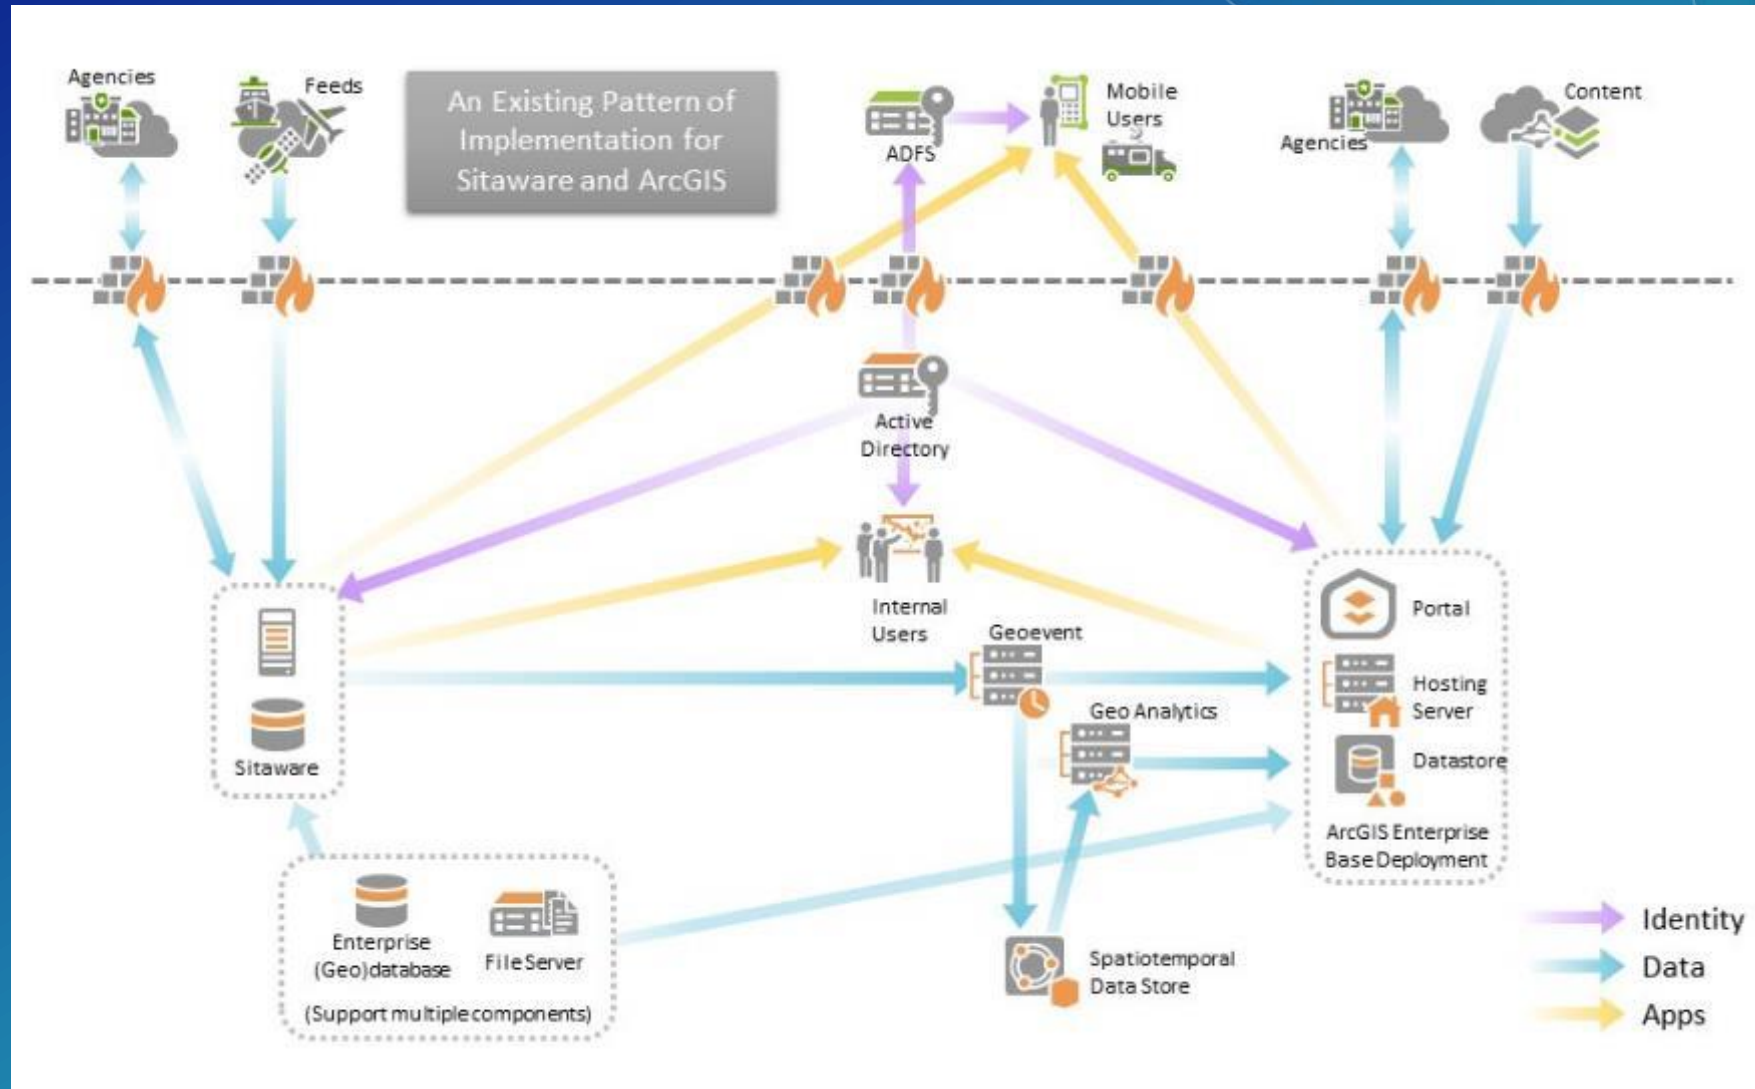 Agencies
Feeds
An Existing Pattern of
Implementation for
Sitaware and ArcGIS
ADFS
Mobile
Users
Agencies
Content
Active
Directory
Internal
Users
Geoevent
Geo Analytics
Sitaware
Portal
Hosting
Server
Datastore
ArcGIS Enterprise
Base Deployment
Enterprise
(Geo)database
File Server
(Support multiple components)
Spatiotemporal
Data Store
Identity
Data
Apps